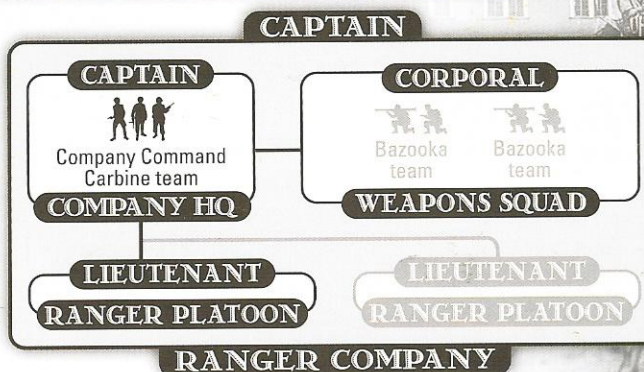 CAPTAIN
CAPTAIN
Company Command
Carbine team
COMPANY HQ
CORPORAL
Bazooka
team
Bazooka
team
WEAPONS SQUAD
LIEUTENANT
RANGER PLATOON
LIEUTENANT
RANGER PLATOON
RANGER COMPANY